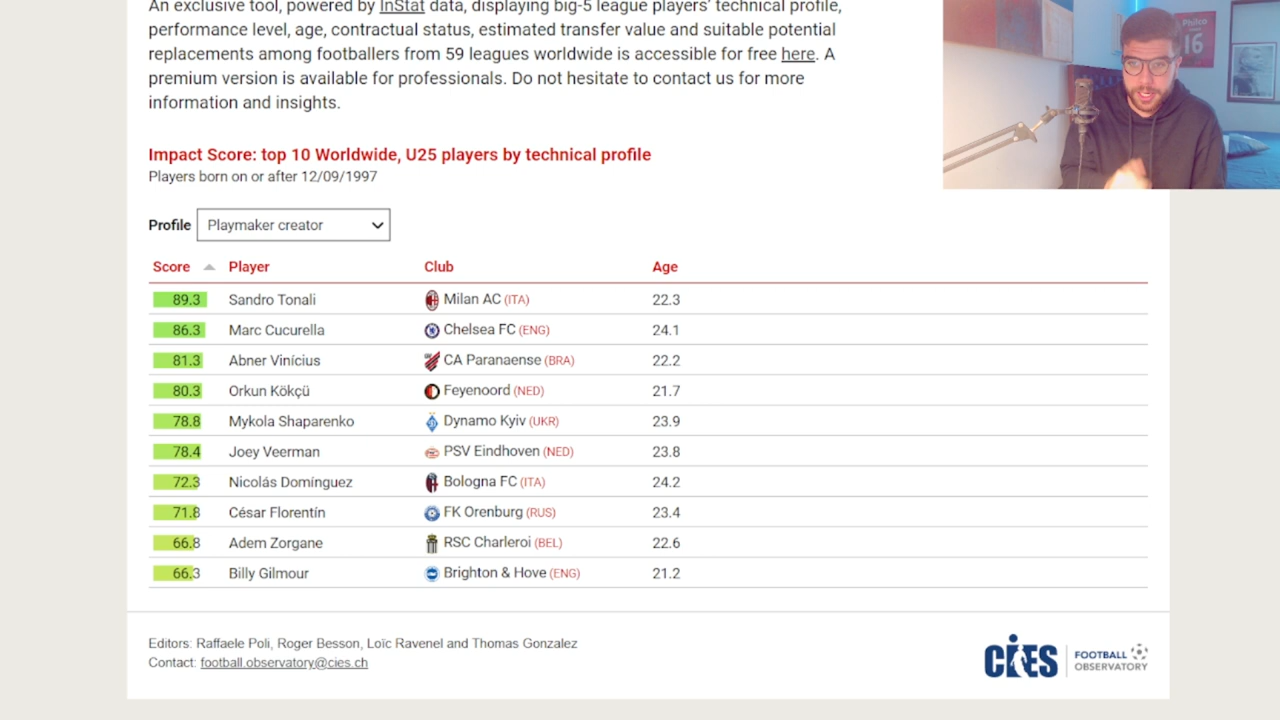 An exclusive tool, powered by InStat data, displaying big-5 league players' technical profile,
performance level, age, contractual status, estimated transfer value and suitable potential
replacements among footballers from 59 leagues worldwide is accessible for free here. A
premium version is available for professionals. Do not hesitate to contact us for more
information and insights.
Philco
16
Impact Score: top 10 Worldwide, U25 players by technical profile
Players born on or after 12/09/1997
Profile Playmaker creator
Score Player Club Age
89.3 Sandro Tonali Milan AC (ITA) 22.3
86.3 Marc Cucurella Chelsea FC (ENG) 24.1
81.3 Abner Vinícius CA Paranaense (BRA) 22.2
80.3 Orkun Kökçü Feyenoord (NED) 21.7
78.8 Mykola Shaparenko Dynamo Kyiv (UKR) 23.9
78.4 Joey Veerman PSV Eindhoven (NED) 23.8
72.3 Nicolás Domínguez Bologna FC (ITA) 24.2
71.8 César Florentín FK Orenburg (RUS) 23.4
66.8 Adem Zorgane RSC Charleroi (BEL) 22.6
66.3 Billy Gilmour Brighton & Hove (ENG) 21.2
Editors: Raffaele Poli, Roger Besson, Loïc Ravenel and Thomas Gonzalez
Contact: football.observatory@cies.ch
CIES FOOTBALL OBSERVATORY